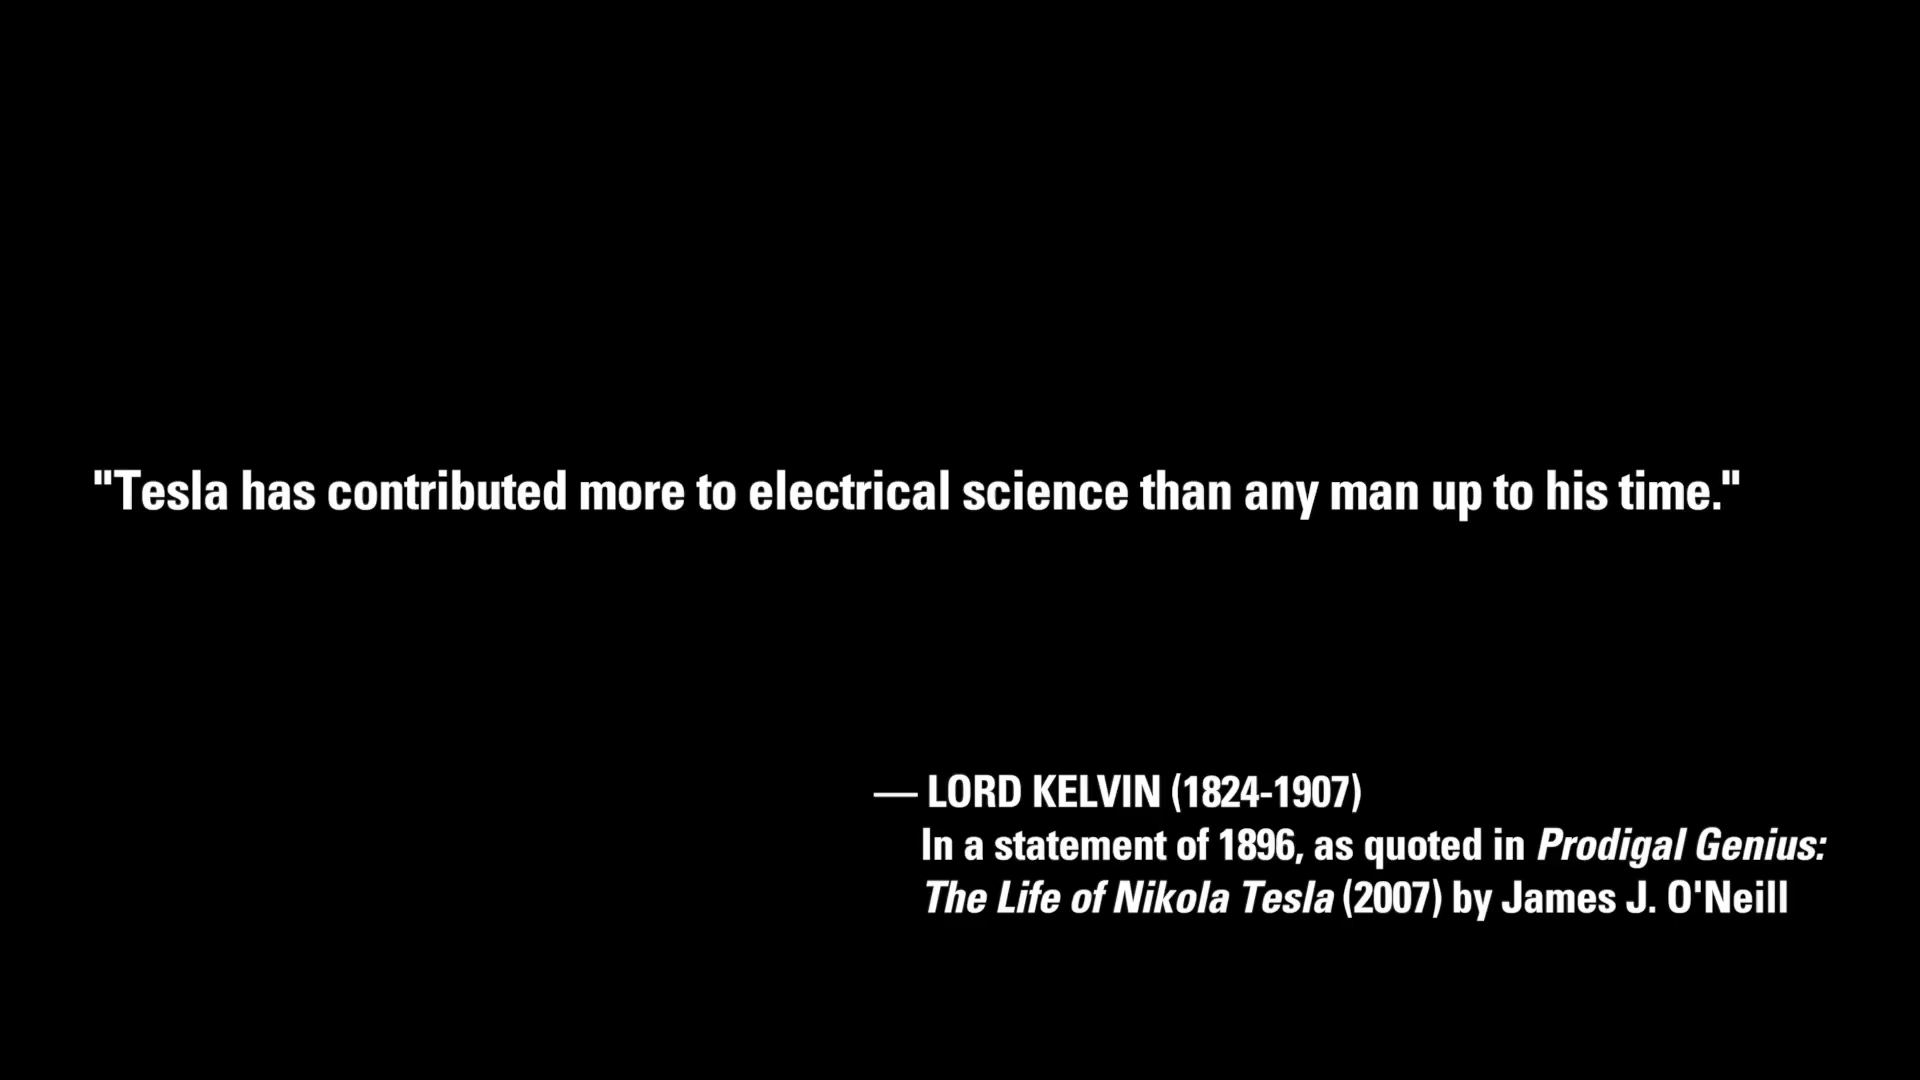 "Tesla has contributed more to electrical science than any man up to his time."
— LORD KELVIN (1824-1907)
In a statement of 1896, as quoted in Prodigal Genius:
The Life of Nikola Tesla (2007) by James J. O'Neill